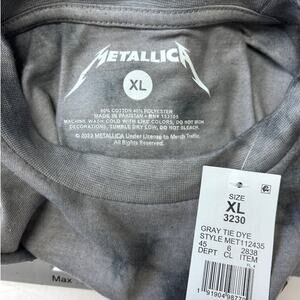 METALLICA
XL
60% COTTON 40% POLYESTER
MADE IN PAKISTAN • RN#
MACHINE WASH COLD WITH LIKE COLORS, DO NOT IRON
DECORATIONS, TUMBLE DRY LOW, DO NOT BLEACH.
METALLICA Under License to Merch Traffic
All Rights Reserved.
SIZE
XL
3230
GRAY TIE DYE
STYLE MET112435
45 6 2838
DEPT CL ITEM
Max